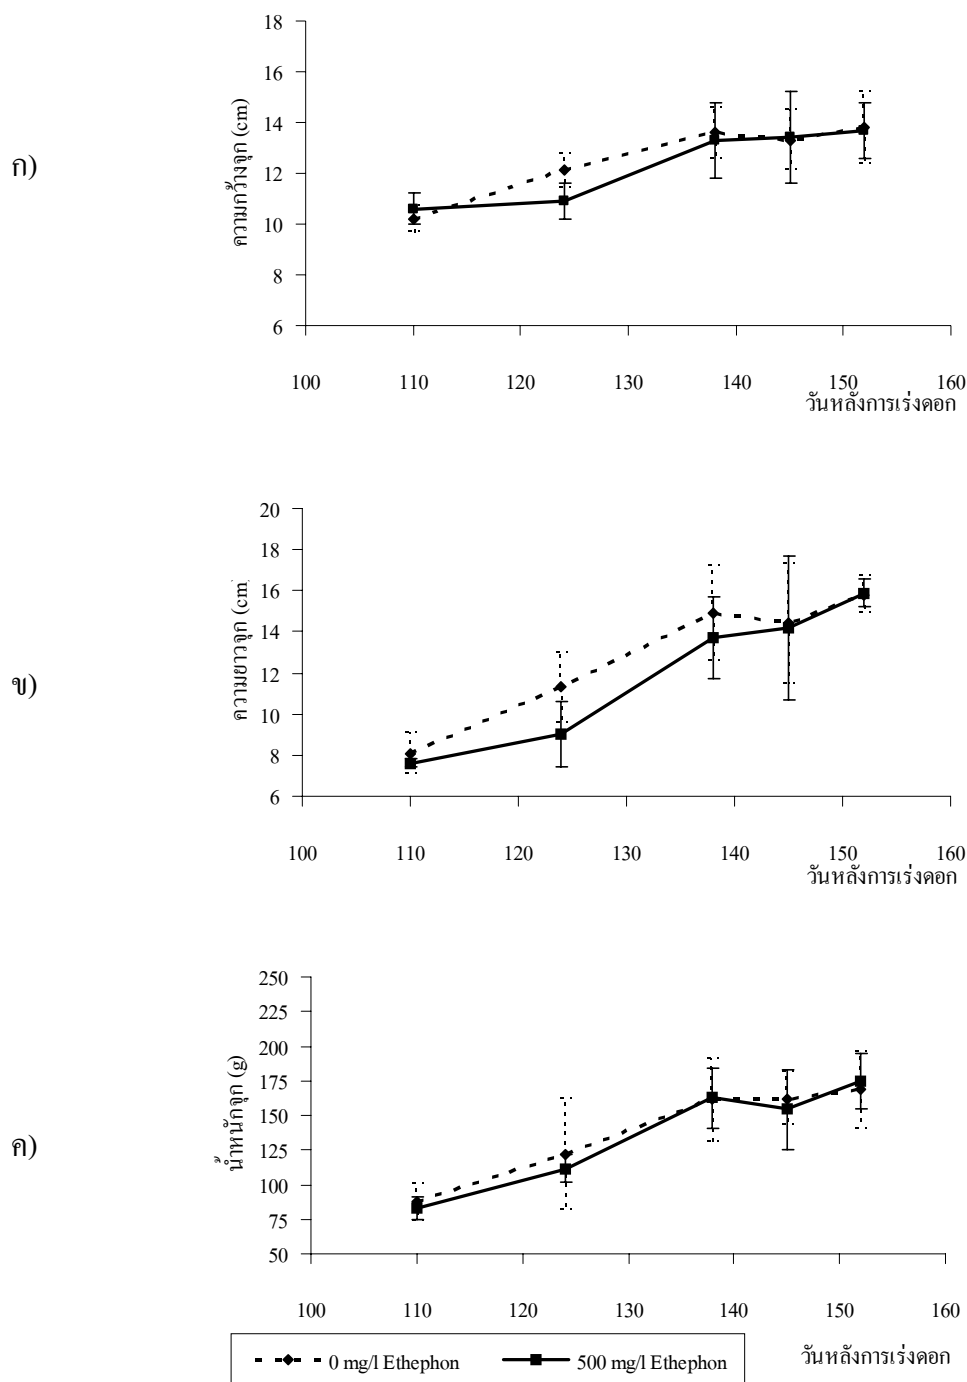 ก)
ความกว้างจุก (cm)
18
16
14
12
10
8
6
100 110 120 130 140 150 160
วันหลังการเร่งดอก
ข)
ความยาวจุก (cm
20
18
16
14
12
10
8
6
100 110 120 130 140 150 160
วันหลังการเร่งดอก
ค)
น้ำหนักจุก (g)
250
225
200
175
150
125
100
75
50
100 110 120 130 140 150 160
วันหลังการเร่งดอก
0 mg/l Ethephon 500 mg/l Ethephon